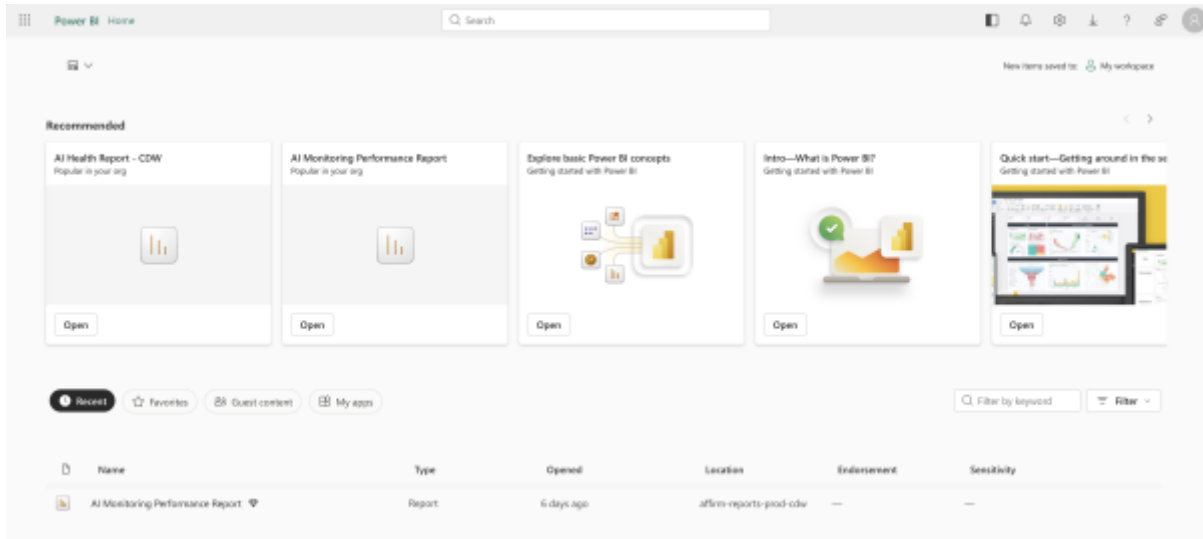 Power BI Home
Search
New items saved to: My workspace
Recommended
AI Health Report - CDW
Popular in your org
Open
AI Monitoring Performance Report
Popular in your org
Open
Explore basic Power BI concepts
Getting started with Power BI
Open
Intro—What is Power BI?
Getting started with Power BI
Open
Quick start—Getting around in the se
Getting started with Power BI
Open
Recent Favorites Guest content My apps
Filter by keyword Filter
Name Type Opened Location Endorsement Sensitivity
AI Monitoring Performance Report Report 6 days ago affirm-reports-prod-cdw — —